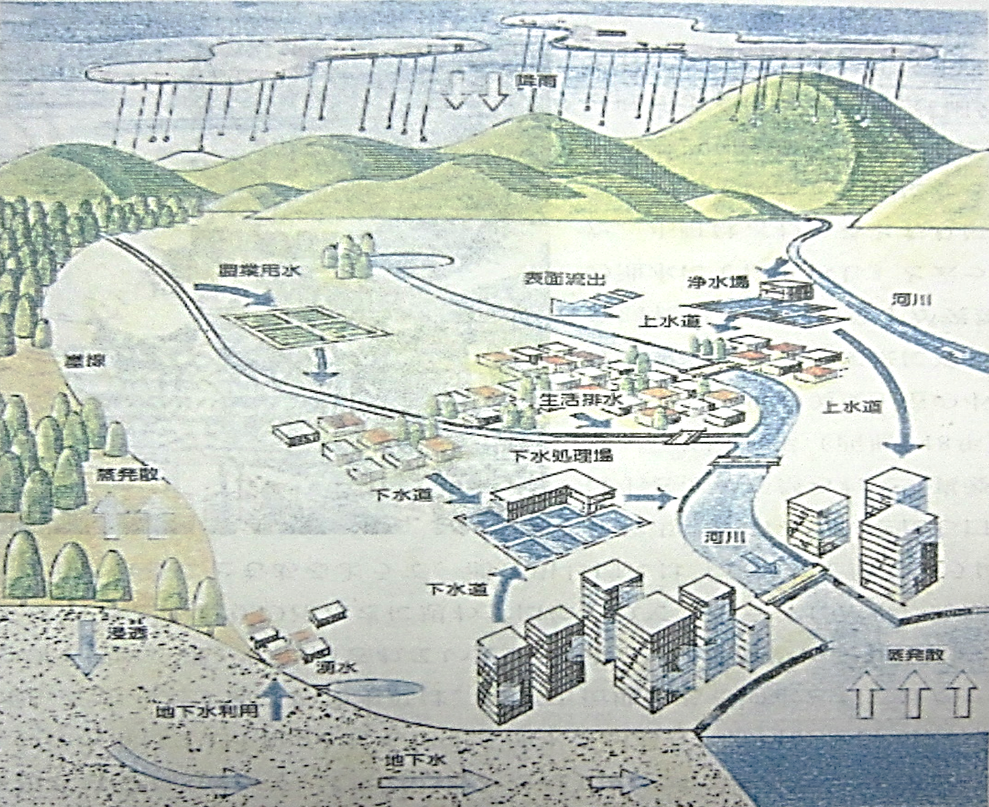 降雨
農業用水
表面流出
浄水場
河川
上水道
崖線
上水道
生活排水
下水処理場
蒸発散
下水道
河川
下水道
浸透
湧水
蒸発散
地下水利用
地下水